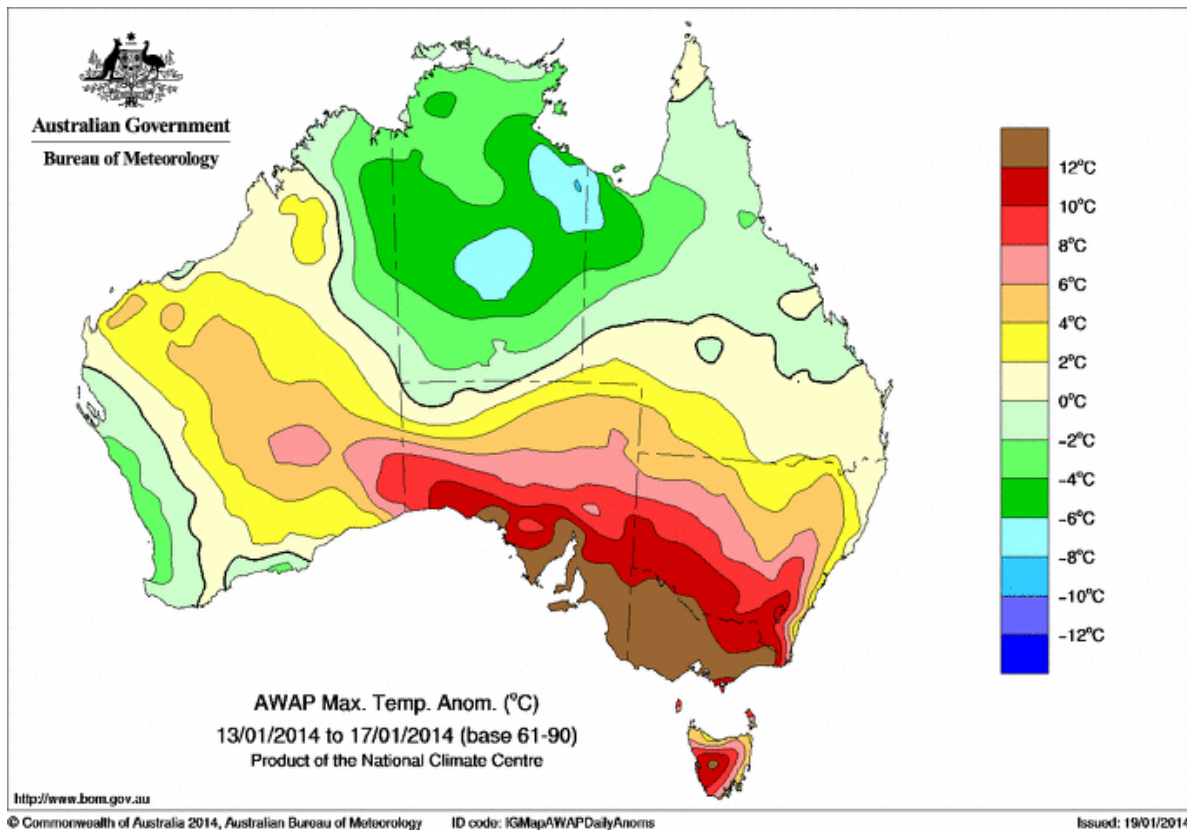 Australian Government
Bureau of Meteorology
12°C
10°C
8°C
6°C
4°C
2°C
0°C
-2°C
-4°C
-6°C
-8°C
-10°C
-12°C
AWAP Max. Temp. Anom. (°C)
13/01/2014 to 17/01/2014 (base 61-90)
Product of the National Climate Centre
http://www.bom.gov.au
© Commonwealth of Australia 2014, Australian Bureau of Meteorology ID code: IGMapAWAPDailyAnoms Issued: 19/01/2014